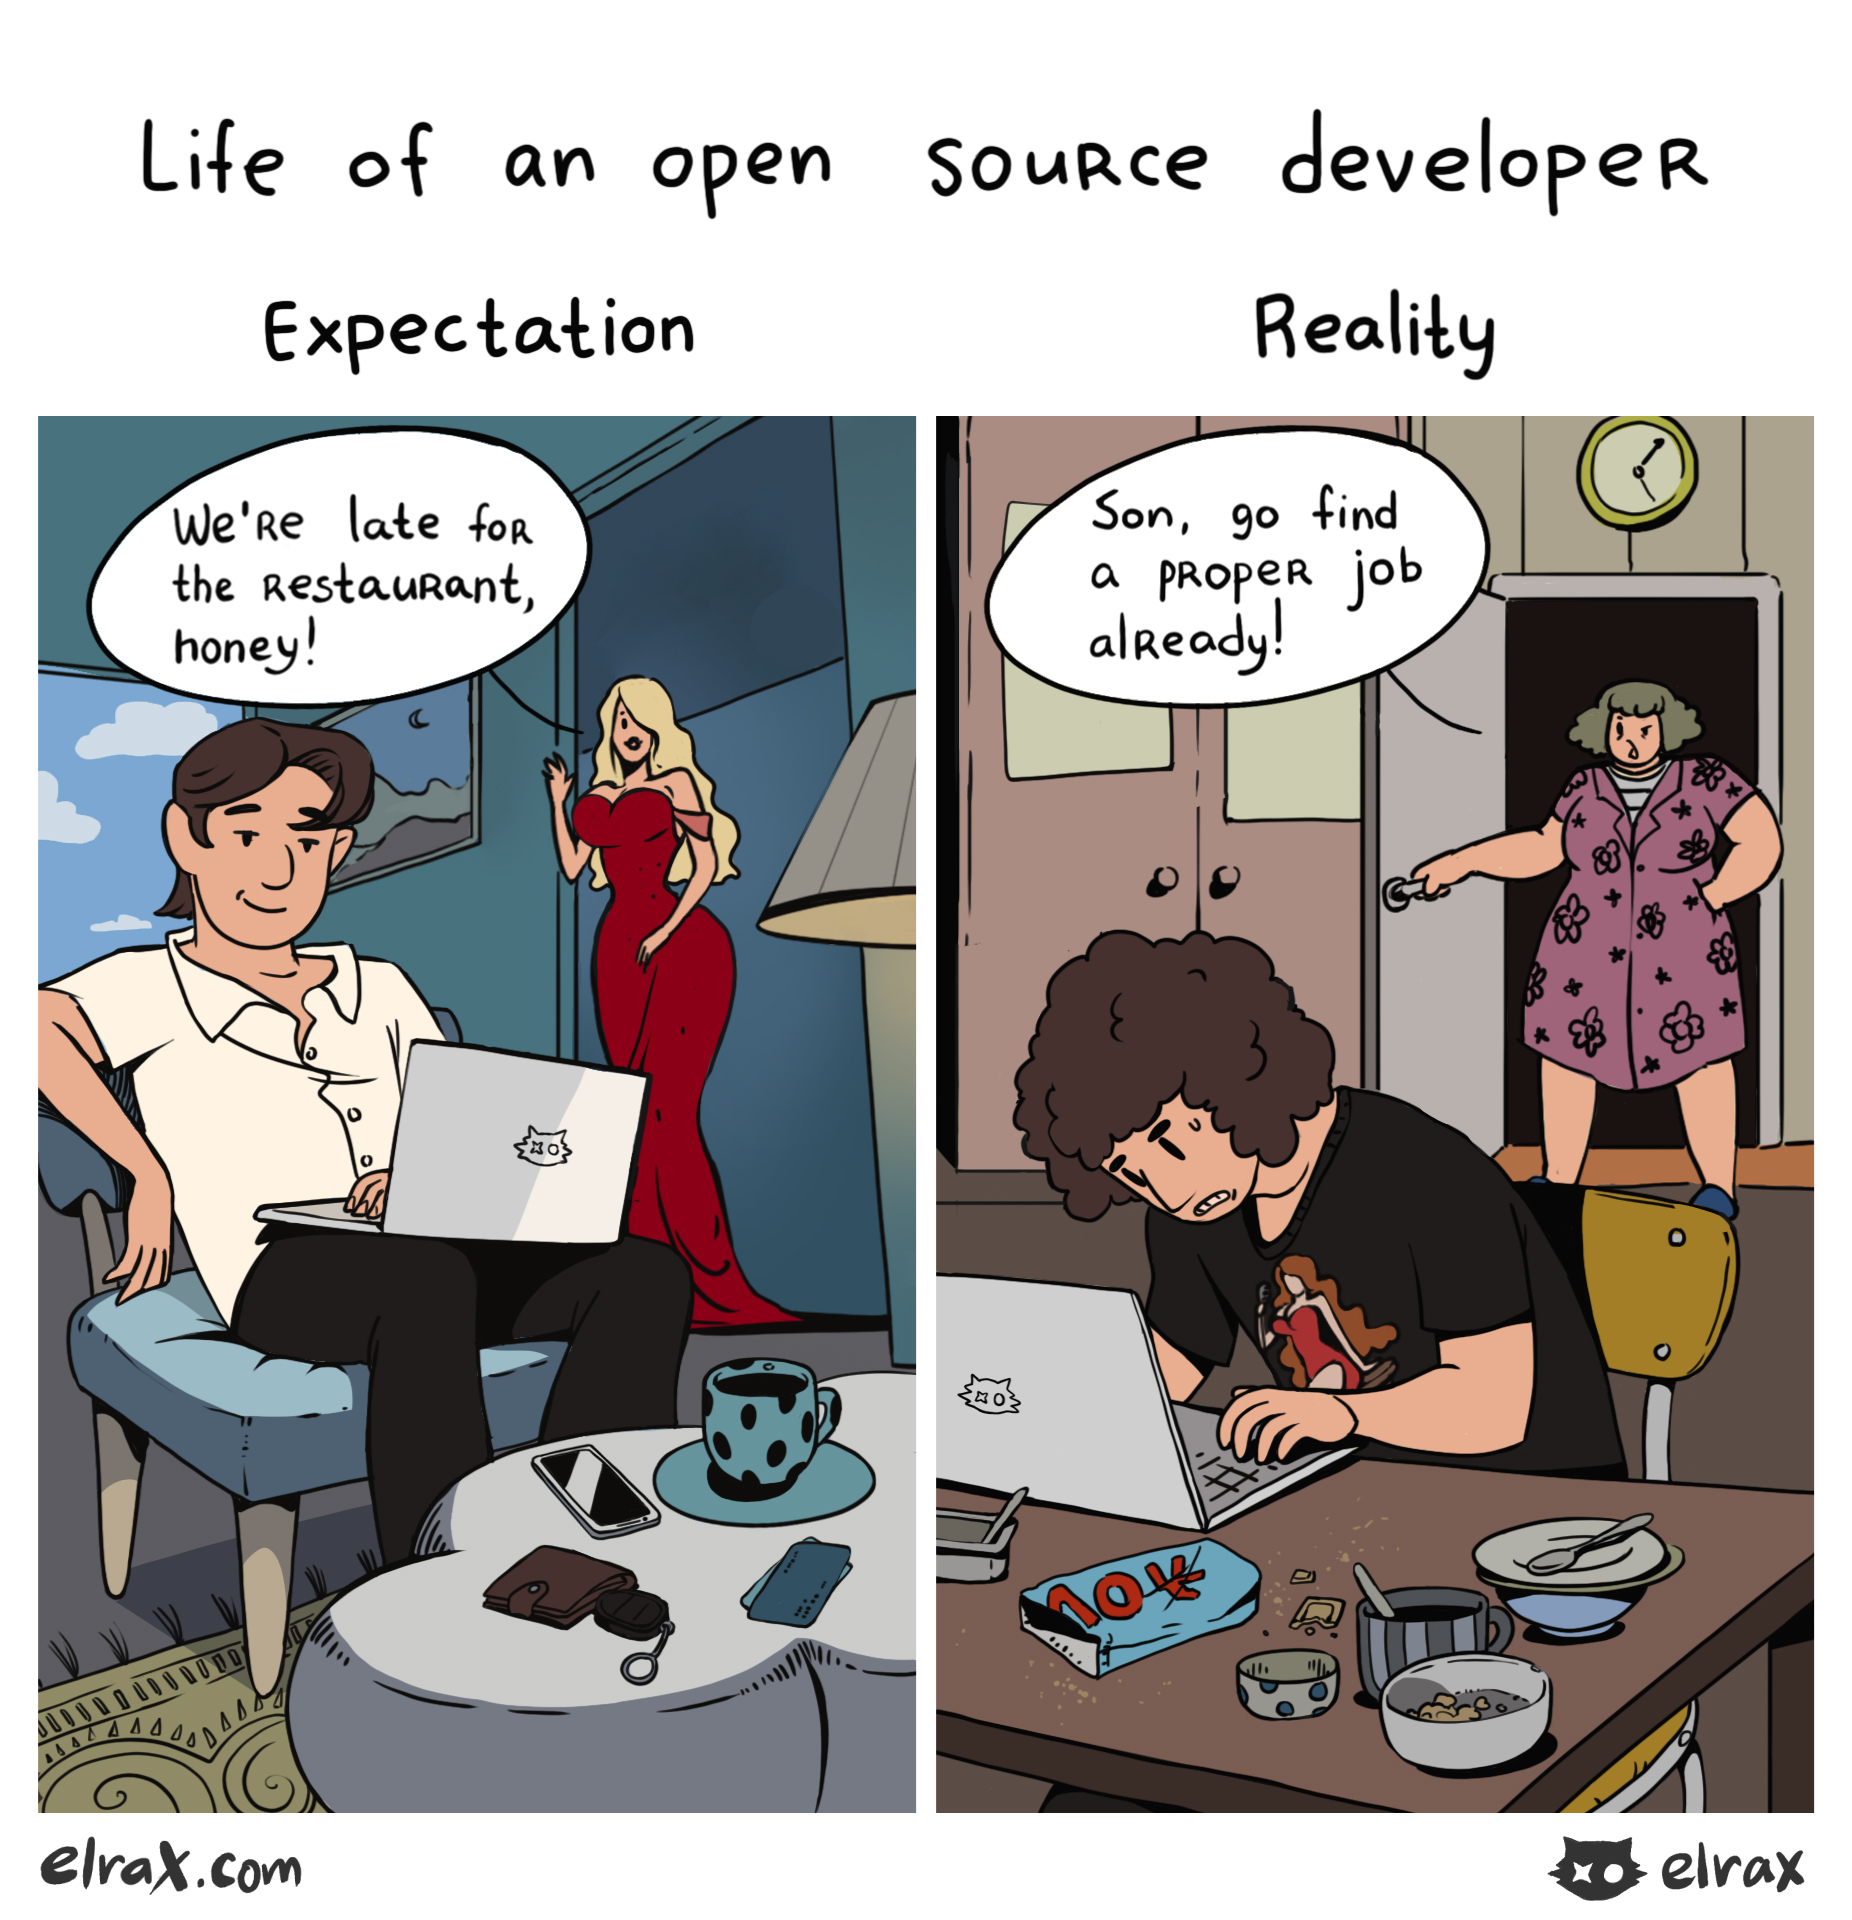 Life of an open source developer
Expectation
Reality
We're late for
the restaurant,
honey!
Son, go find
a proper job
already!
elrax.com
elrax